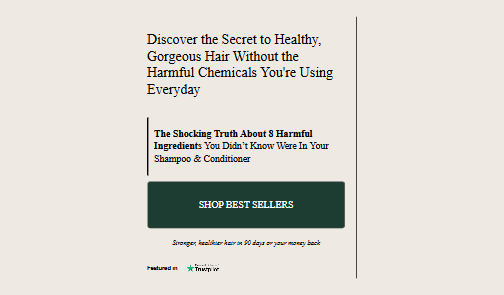 Discover the Secret to Healthy,
Gorgeous Hair Without the
Harmful Chemicals You're Using
Everyday
The Shocking Truth About 8 Harmful
Ingredients You Didn't Know Were In Your
Shampoo & Conditioner
SHOP BEST SELLERS
Stronger, healthier hair in 90 days or your money back
Featured in
Trustpilot